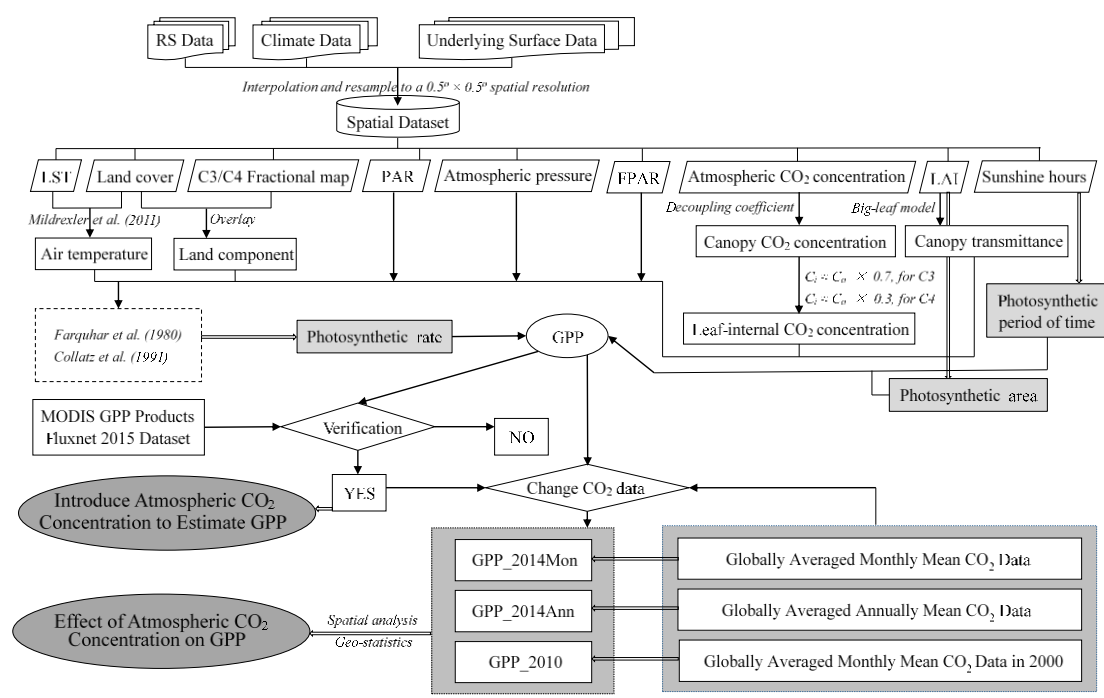 RS Data
Climate Data
Underlying Surface Data
Interpolation and resample to a 0.5° × 0.5° spatial resolution
Spatial Dataset
LST
Land cover
C3/C4 Fractional map
PAR
Atmospheric pressure
FPAR
Atmospheric CO₂ concentration
LAI
Sunshine hours
Mildrexler et al. (2011)
Overlay
Decoupling coefficient
Big-leaf model
Air temperature
Land component
Canopy CO₂ concentration
Canopy transmittance
Cᵢ = Cₐ × 0.7, for C3
Cᵢ = Cₐ × 0.3, for C4
Photosynthetic
period of time
Farquhar et al. (1980)
Collatz et al. (1991)
Photosynthetic rate
GPP
Leaf-internal CO₂ concentration
Photosynthetic area
MODIS GPP Products
Fluxnet 2015 Dataset
Verification
NO
YES
Change CO₂ data
Introduce Atmospheric CO₂
Concentration to Estimate GPP
GPP_2014Mon
Globally Averaged Monthly Mean CO₂ Data
GPP_2014Ann
Globally Averaged Annually Mean CO₂ Data
GPP_2010
Globally Averaged Monthly Mean CO₂ Data in 2000
Effect of Atmospheric CO₂
Concentration on GPP
Spatial analysis
Geo-statistics